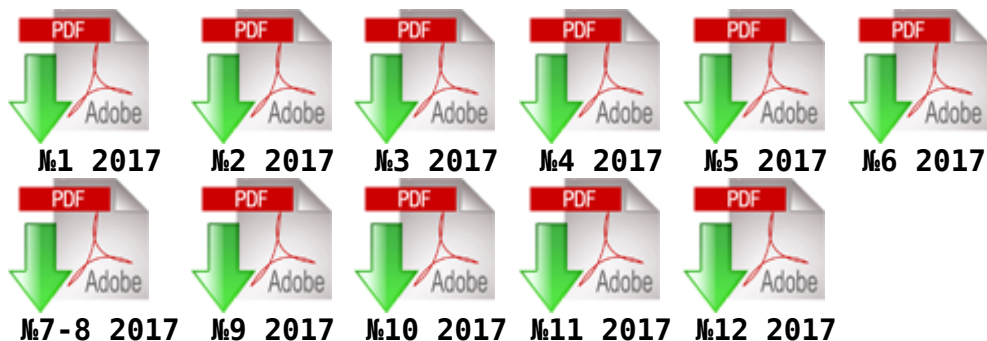 PDF PDF PDF PDF PDF PDF
Adobe Adobe Adobe Adobe Adobe Adobe
№1 2017 №2 2017 №3 2017 №4 2017 №5 2017 №6 2017
PDF PDF PDF PDF PDF
Adobe Adobe Adobe Adobe Adobe
№7-8 2017 №9 2017 №10 2017 №11 2017 №12 2017